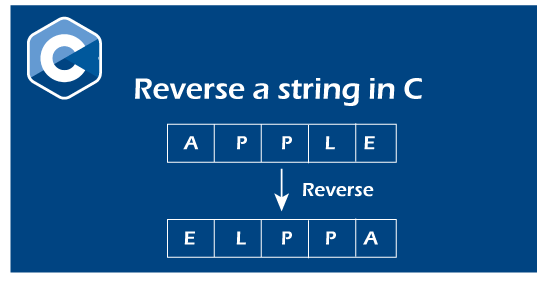 C
Reverse a string in C
A P P L E
Reverse
E L P P A